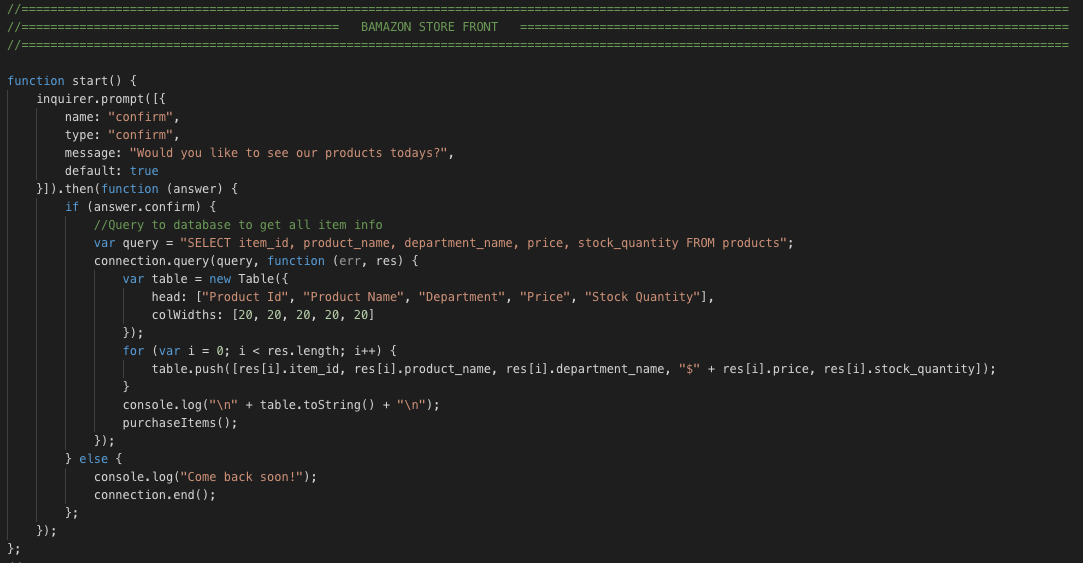 //=================================================================================================================================================
//============================================   BAMAZON STORE FRONT   ============================================================================
//=================================================================================================================================================
function start() {
    inquirer.prompt([{
        name: "confirm",
        type: "confirm",
        message: "Would you like to see our products todays?",
        default: true
    }]).then(function (answer) {
        if (answer.confirm) {
            //Query to database to get all item info
            var query = "SELECT item_id, product_name, department_name, price, stock_quantity FROM products";
            connection.query(query, function (err, res) {
                var table = new Table({
                    head: ["Product Id", "Product Name", "Department", "Price", "Stock Quantity"],
                    colWidths: [20, 20, 20, 20, 20]
                });
                for (var i = 0; i < res.length; i++) {
                    table.push([res[i].item_id, res[i].product_name, res[i].department_name, "$" + res[i].price, res[i].stock_quantity]);
                }
                console.log("\n" + table.toString() + "\n");
                purchaseItems();
            });
        } else {
            console.log("Come back soon!");
            connection.end();
        };
    });
};